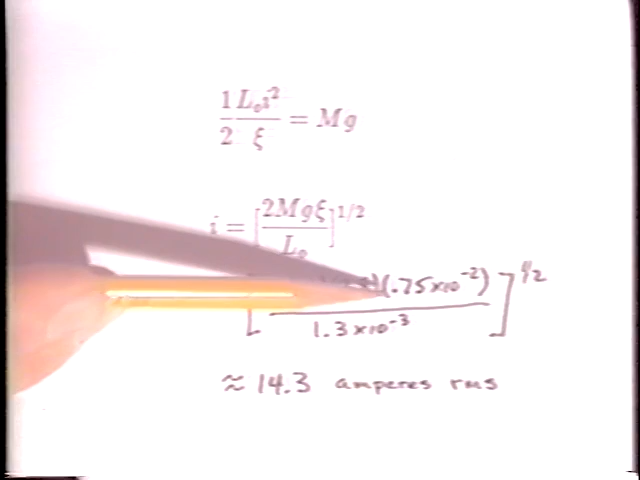 1/2 L₀i²/ξ = Mg
i = [2Mgξ/L₀]^1/2
[ )(.75x10⁻²) / 1.3x10⁻³ ]^1/2
≈ 14.3 amperes rms